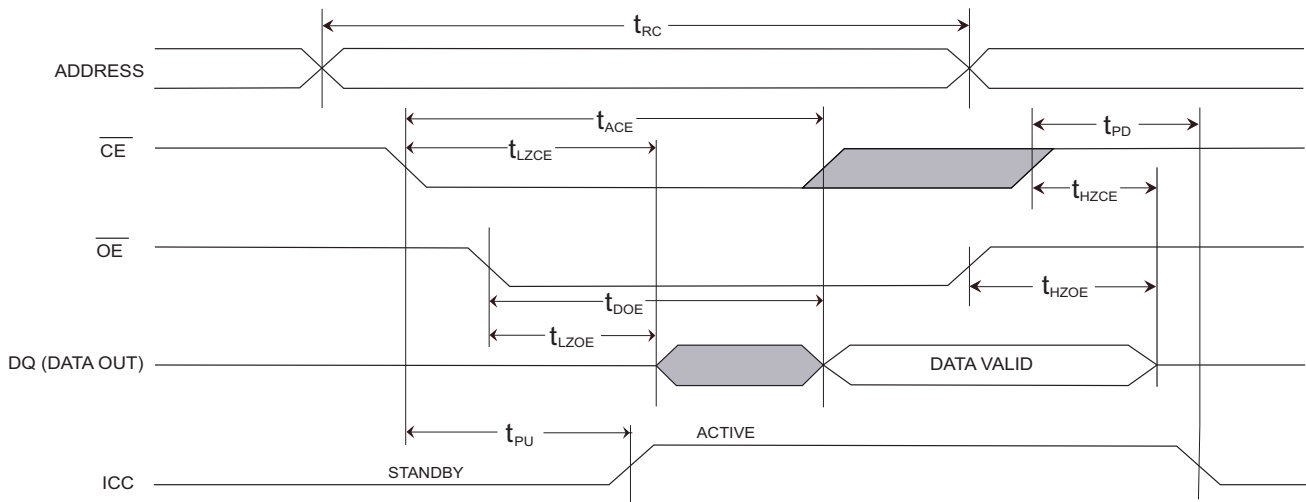 tRC
ADDRESS
tACE
tPD
CE
tLZCE
tHZCE
OE
tHZOE
tDOE
tLZOE
DQ (DATA OUT)
DATA VALID
tPU
ACTIVE
STANDBY
ICC